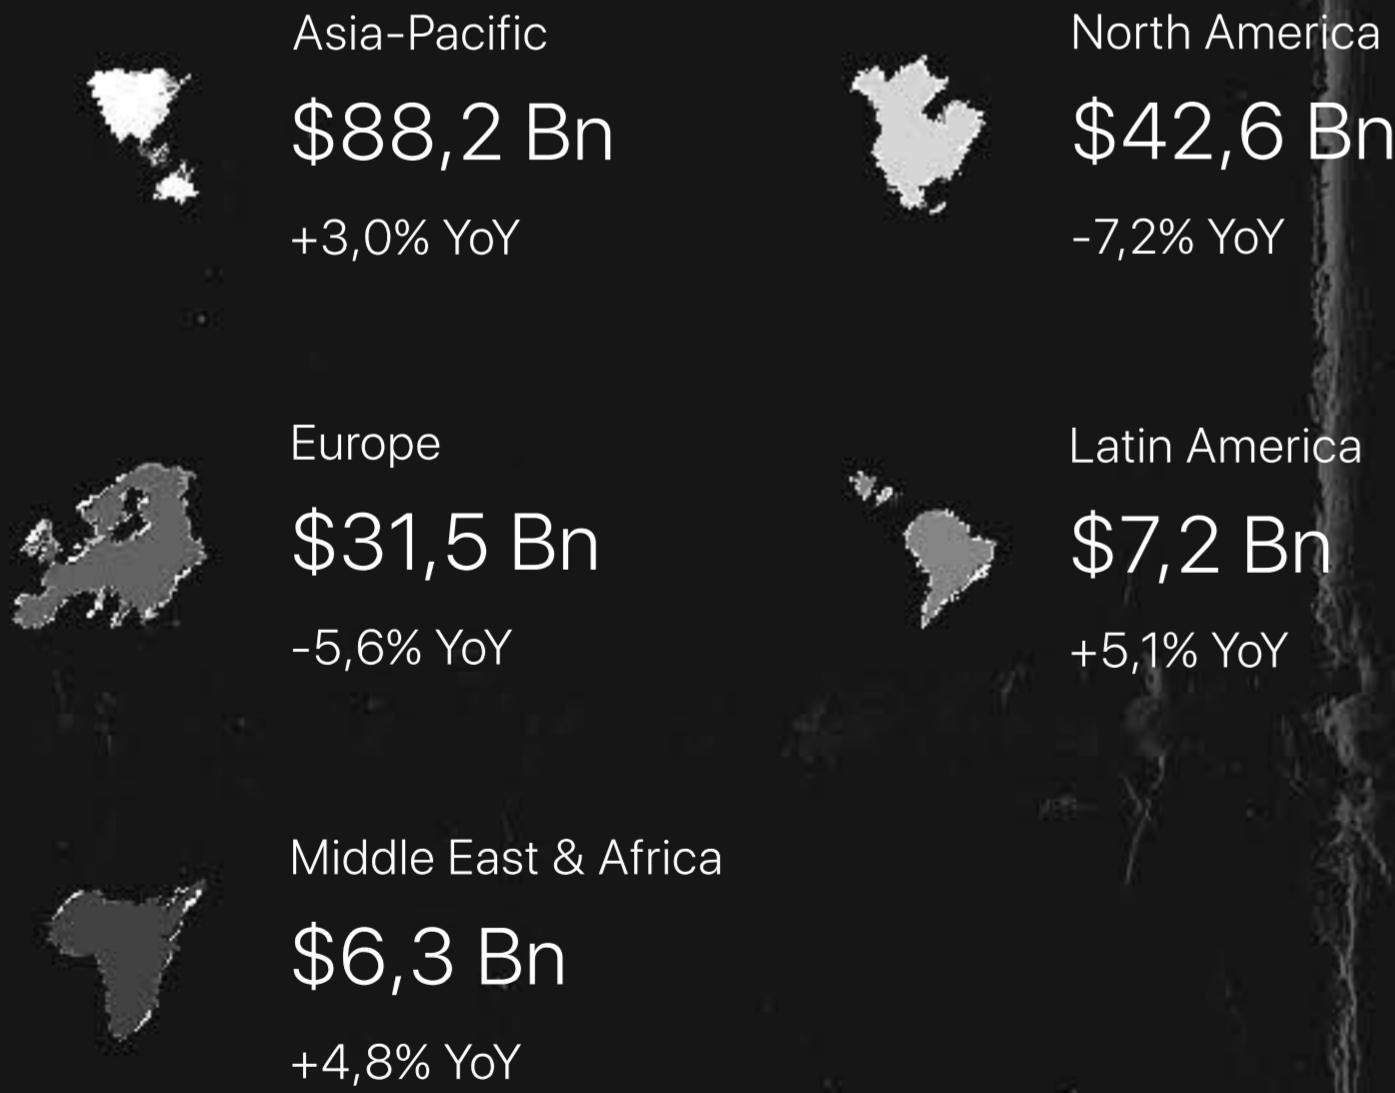 Asia-Pacific
$88,2 Bn
+3,0% YoY
North America
$42,6 Bn
-7,2% YoY
Europe
$31,5 Bn
-5,6% YoY
Latin America
$7,2 Bn
+5,1% YoY
Middle East & Africa
$6,3 Bn
+4,8% YoY